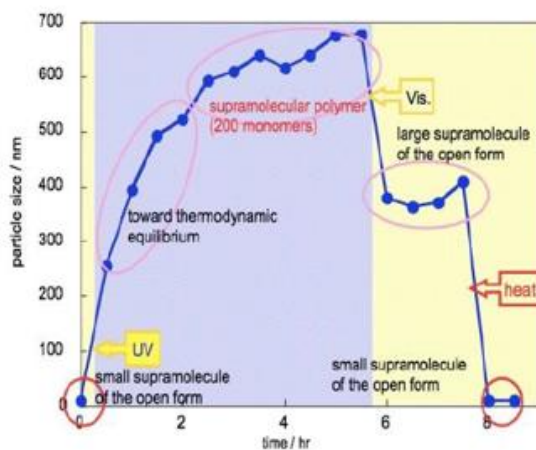 700
600
500
400
300
200
100
0
particle size / nm
supramolecular polymer
(200 monomers)
Vis.
large supramolecule
of the open form
toward thermodynamic
equilibrium
heat
UV
small supramolecule
of the open form
small supramolecule
of the open form
0
2
4
6
8
time / hr